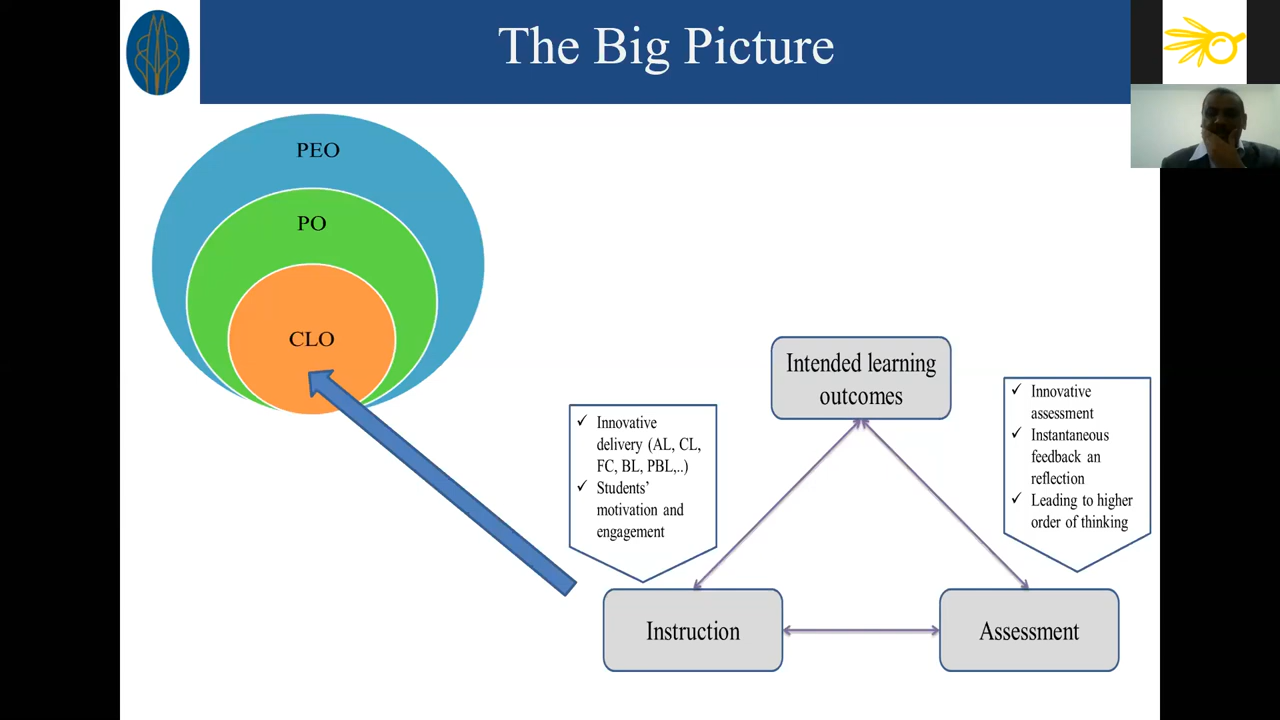 The Big Picture
PEO
PO
CLO
Intended learning
outcomes
✓ Innovative
delivery (AL, CL,
FC, BL, PBL,..)
✓ Students’
motivation and
engagement
✓ Innovative
assessment
✓ Instantaneous
feedback an
reflection
✓ Leading to higher
order of thinking
Instruction
Assessment